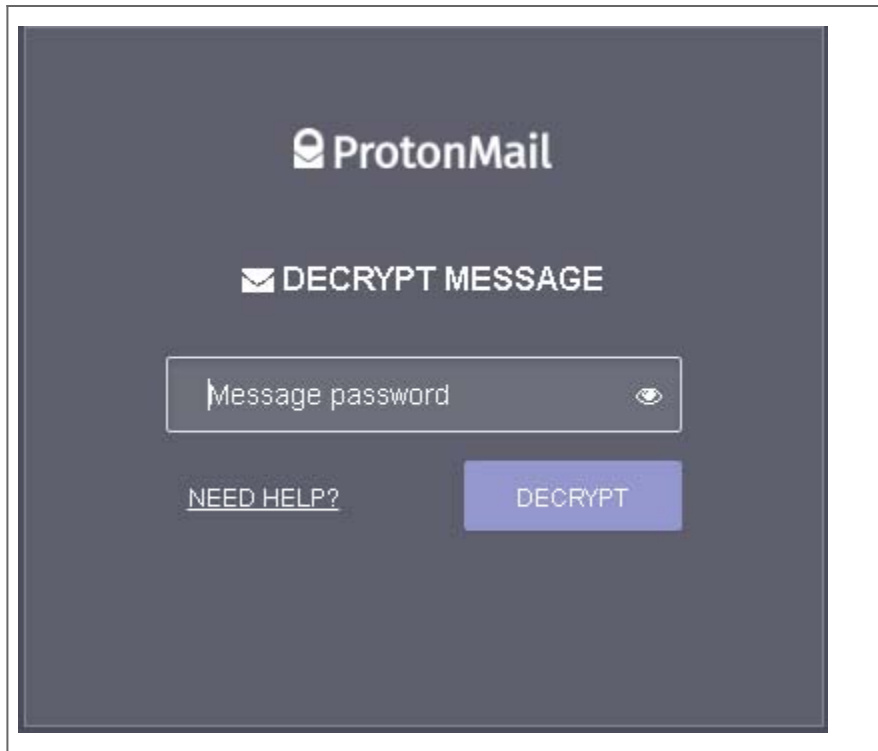 ProtonMail
DECRYPT MESSAGE
Message password
NEED HELP?
DECRYPT